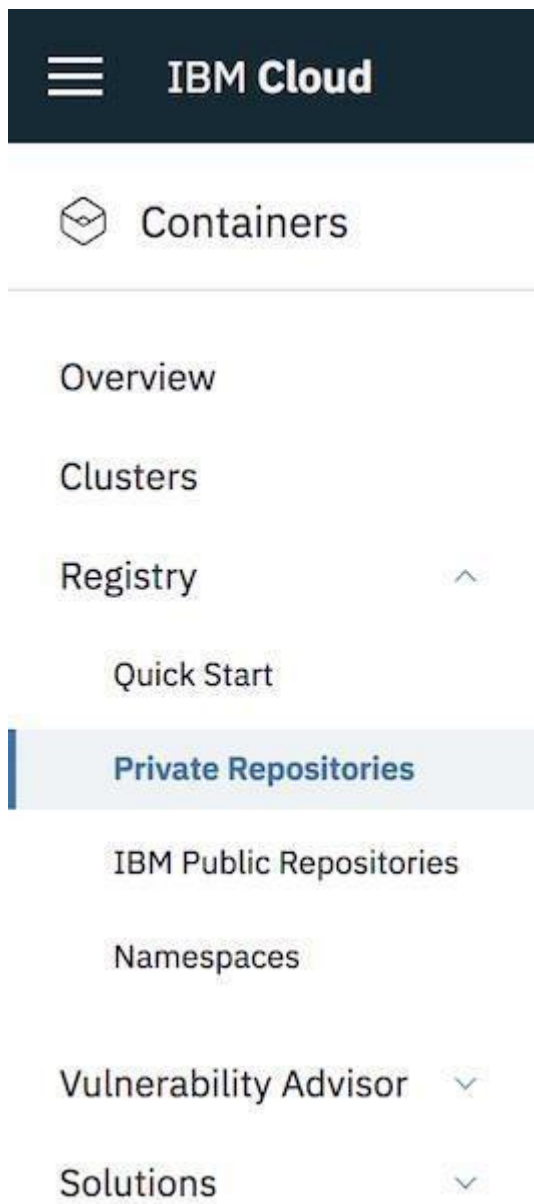 IBM Cloud
Containers
Overview
Clusters
Registry
Quick Start
Private Repositories
IBM Public Repositories
Namespaces
Vulnerability Advisor
Solutions